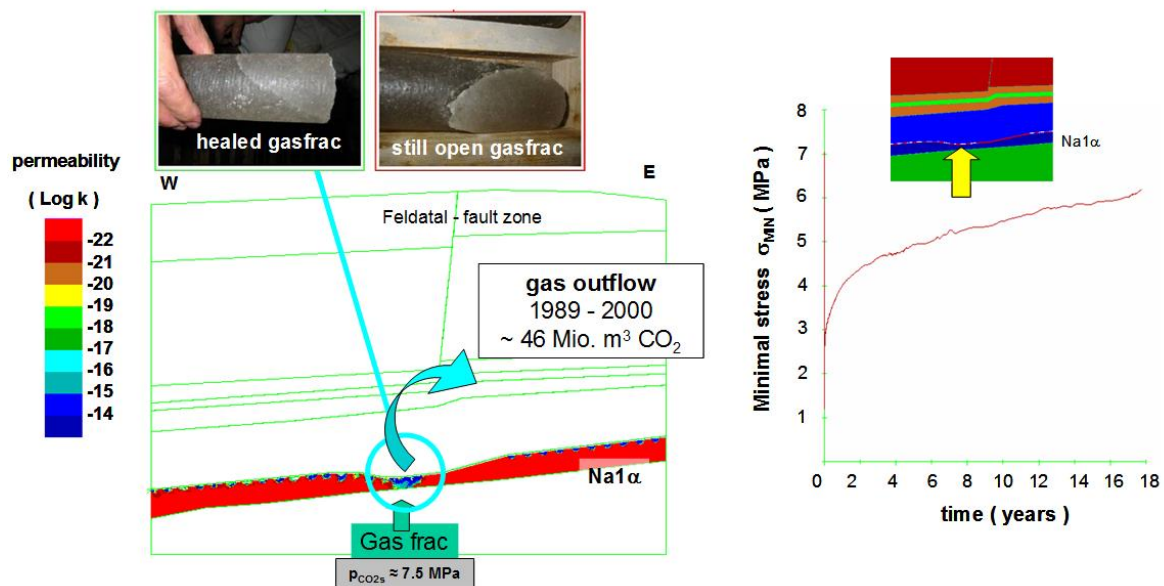 healed gasfrac
still open gasfrac
permeability
( Log k )
W
E
-22
-21
-20
-19
-18
-17
-16
-15
-14
Feldatal - fault zone
gas outflow
1989 - 2000
~ 46 Mio. m³ CO₂
Na1α
Gas frac
pCO2s ≈ 7.5 MPa
Na1α
Minimal stress σMN ( MPa )
8
7
6
5
4
3
2
1
0 2 4 6 8 10 12 14 16 18
time ( years )